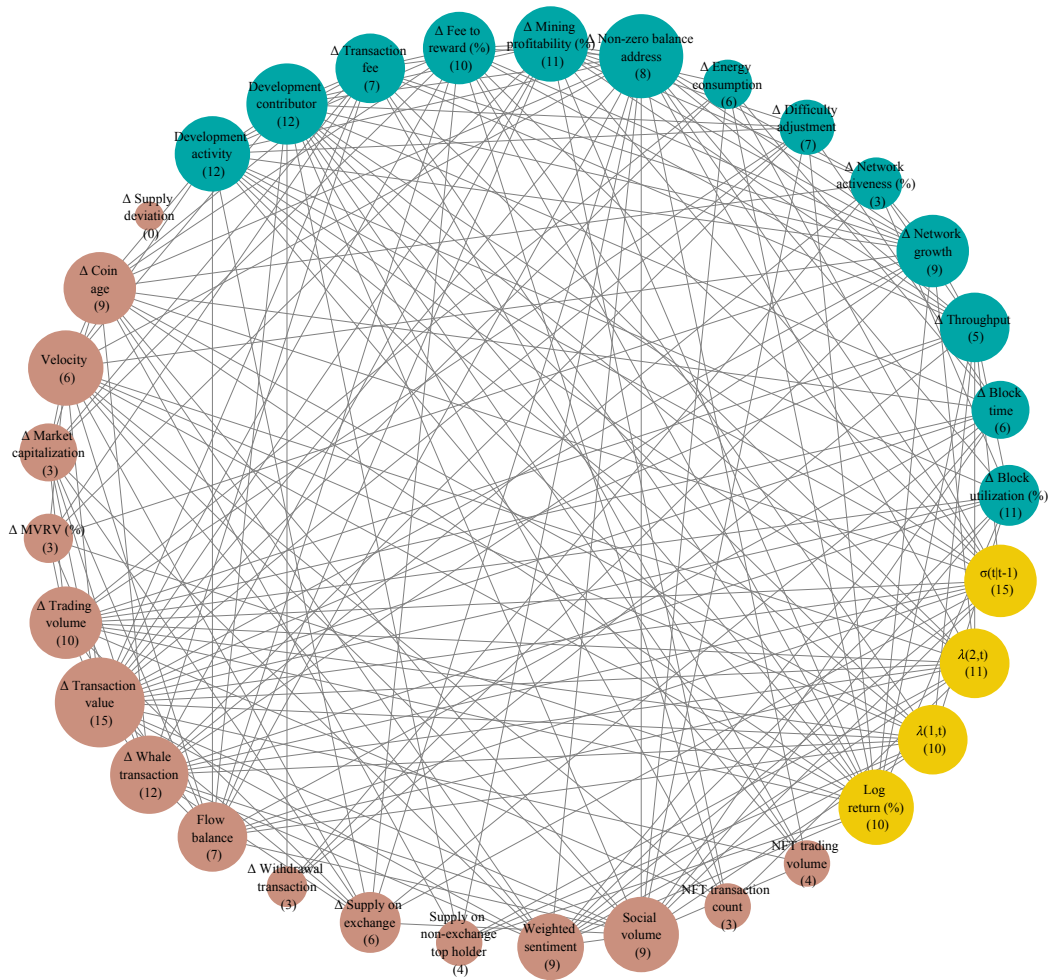 Δ Mining
profitability (%)
(11)
Δ Non-zero balance
address
(8)
Δ Energy
consumption
(6)
Δ Difficulty
adjustment
(7)
Δ Network
activeness (%)
(3)
Δ Network
growth
(9)
Δ Throughput
(5)
Δ Block
time
(6)
Δ Block
utilization (%)
(11)
σ(t|t-1)
(15)
λ(2,t)
(11)
λ(1,t)
(10)
Log
return (%)
(10)
NFT trading
volume
(4)
NFT transaction
count
(3)
Social
volume
(9)
Weighted
sentiment
(9)
Supply on
non-exchange
top holder
(4)
Δ Supply on
exchange
(6)
Δ Withdrawal
transaction
(3)
Flow
balance
(7)
Δ Whale
transaction
(12)
Δ Transaction
value
(15)
Δ Trading
volume
(10)
Δ MVRV (%)
(3)
Δ Market
capitalization
(3)
Velocity
(6)
Δ Coin
age
(9)
Δ Supply
deviation
(0)
Development
activity
(12)
Development
contributor
(12)
Δ Transaction
fee
(7)
Δ Fee to
reward (%)
(10)